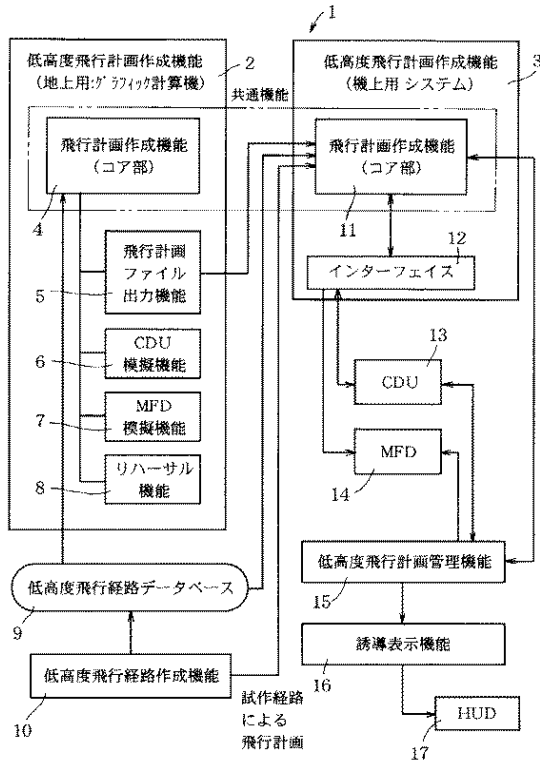 1
低高度飛行計画作成機能
(地上用:グラフィック計算機)
2
共通機能
飛行計画作成機能
(コア部)
4
飛行計画
ファイル
出力機能
5
CDU
模擬機能
6
MFD
模擬機能
7
リハーサル
機能
8
低高度飛行経路データベース
9
低高度飛行経路作成機能
10
試作経路
による
飛行計画
低高度飛行計画作成機能
(機上用 システム)
3
飛行計画作成機能
(コア部)
11
12
インターフェイス
13
CDU
MFD
14
低高度飛行計画管理機能
15
誘導表示機能
16
HUD
17